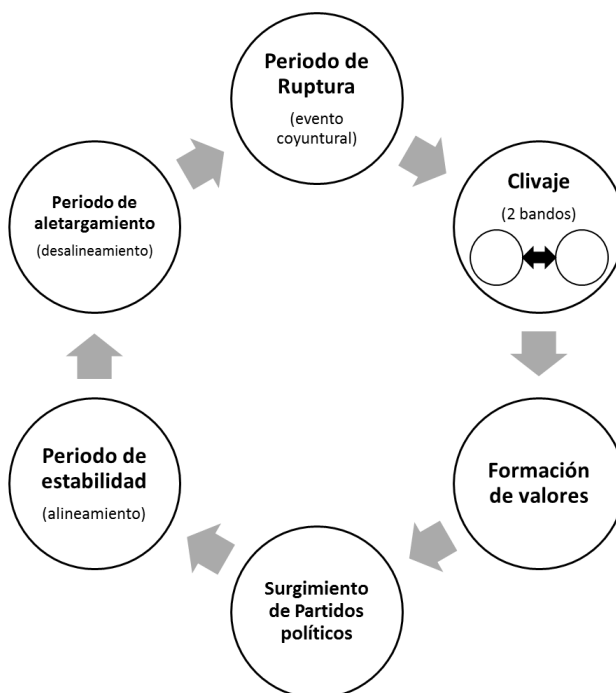 Periodo de
Ruptura
(evento
coyuntural)
Clivaje
(2 bandos)
Formación
de valores
Surgimiento
de Partidos
políticos
Periodo de
estabilidad
(alineamiento)
Periodo de
aletargamiento
(desalineamiento)